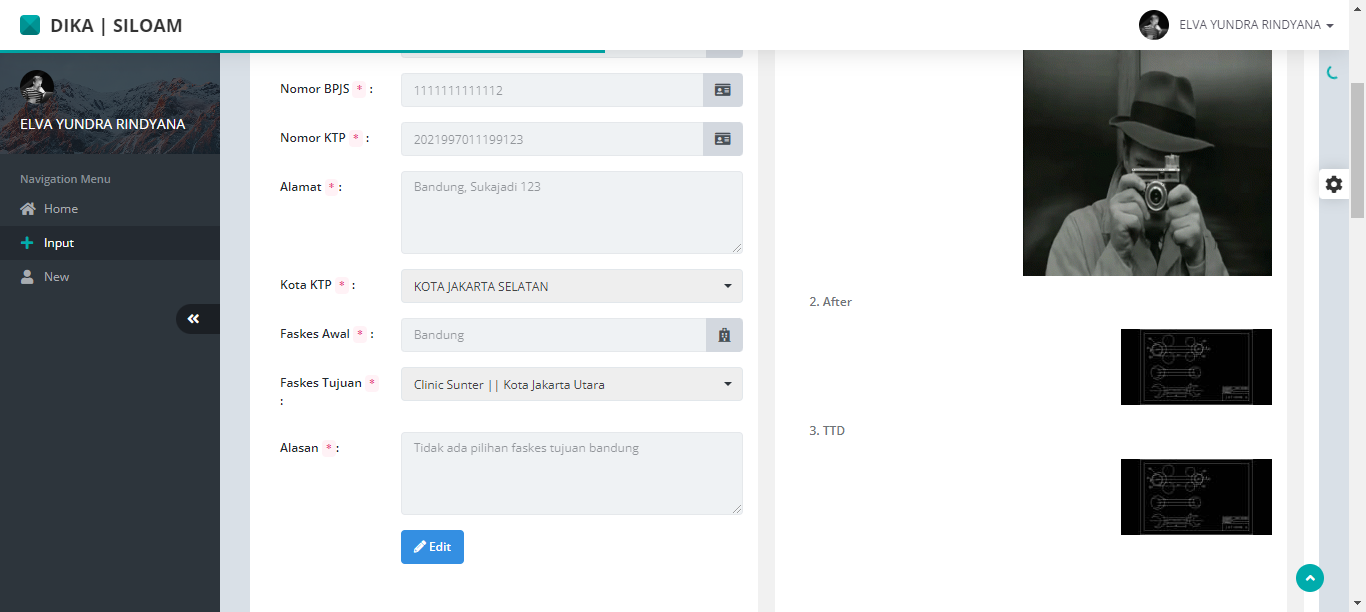 DIKA | SILOAM
ELVA YUNDRA RINDYANA
ELVA YUNDRA RINDYANA
Navigation Menu
Home
Input
New
Nomor BPJS * :
1111111111112
Nomor KTP * :
2021997011199123
Alamat * :
Bandung, Sukajadi 123
Kota KTP * :
KOTA JAKARTA SELATAN
Faskes Awal * :
Bandung
Faskes Tujuan *
:
Clinic Sunter || Kota Jakarta Utara
Alasan * :
Tidak ada pilihan faskes tujuan bandung
Edit
2. After
3. TTD